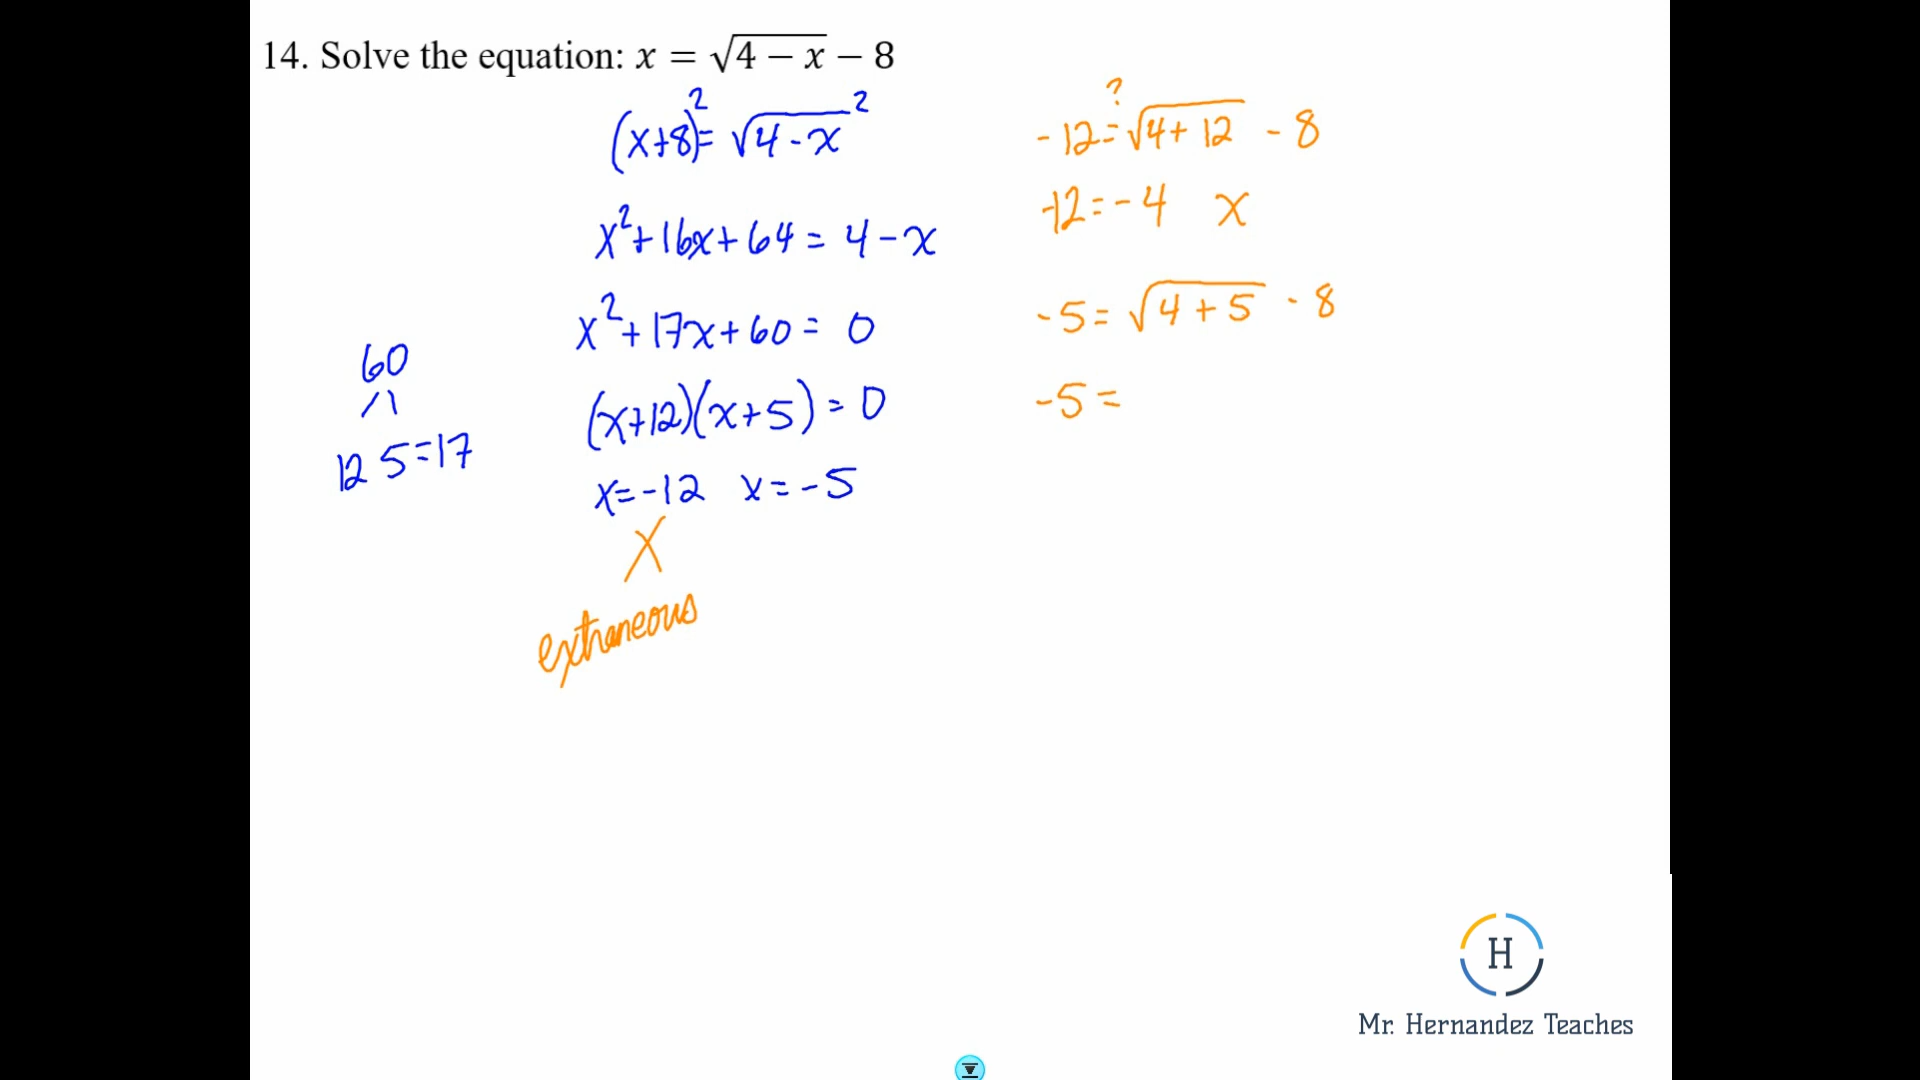 14. Solve the equation: x = √4 − x − 8
(x+8)² = √4 - x ²
x² + 16x + 64 = 4 - x
x² + 17x + 60 = 0
60
12 5 = 17
(x+12)(x+5) = 0
x = -12 x = -5
X
extraneous
?
-12 = √4 + 12 - 8
-12 = -4 X
-5 = √4 + 5 - 8
-5 =
H
Mr. Hernandez Teaches